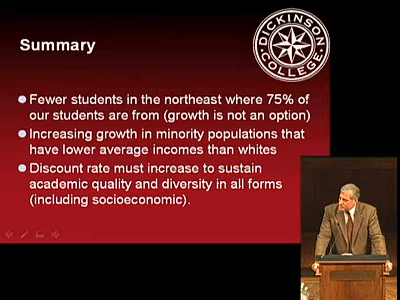 DICKINSON
COLLEGE
Summary
Fewer students in the northeast where 75% of
our students are from (growth is not an option)
Increasing growth in minority populations that
have lower average incomes than whites
Discount rate must increase to sustain
academic quality and diversity in all forms
(including socioeconomic).